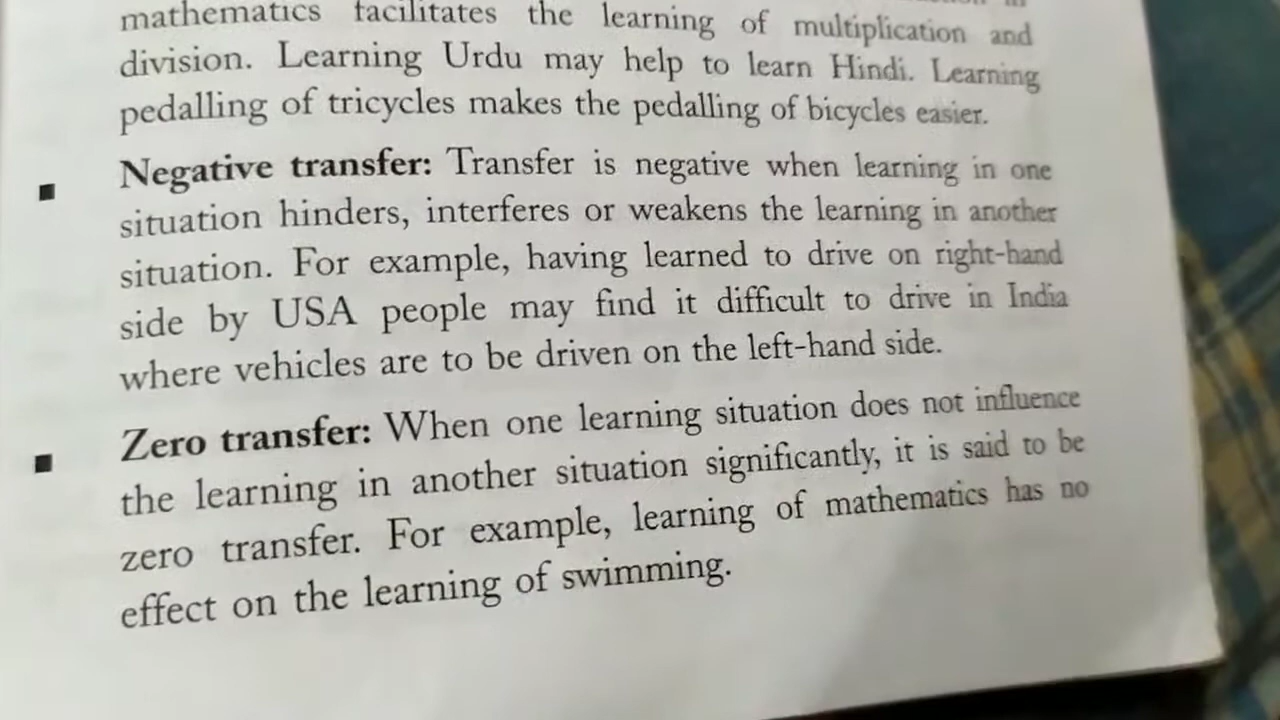 mathematics facilitates the learning of multiplication and
division. Learning Urdu may help to learn Hindi. Learning
pedalling of tricycles makes the pedalling of bicycles easier.
■ Negative transfer: Transfer is negative when learning in one
situation hinders, interferes or weakens the learning in another
situation. For example, having learned to drive on right-hand
side by USA people may find it difficult to drive in India
where vehicles are to be driven on the left-hand side.
■ Zero transfer: When one learning situation does not influence
the learning in another situation significantly, it is said to be
zero transfer. For example, learning of mathematics has no
effect on the learning of swimming.